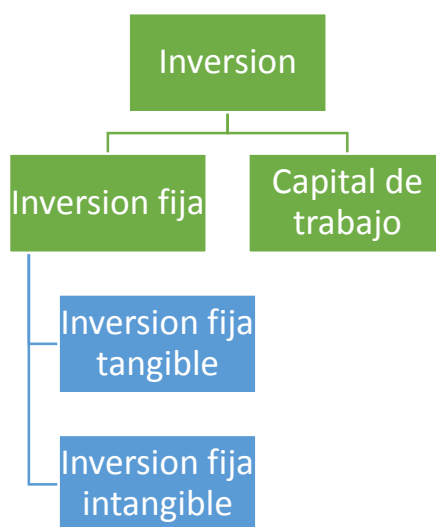 Inversion
Inversion fija
Capital de
trabajo
Inversion fija
tangible
Inversion fija
intangible